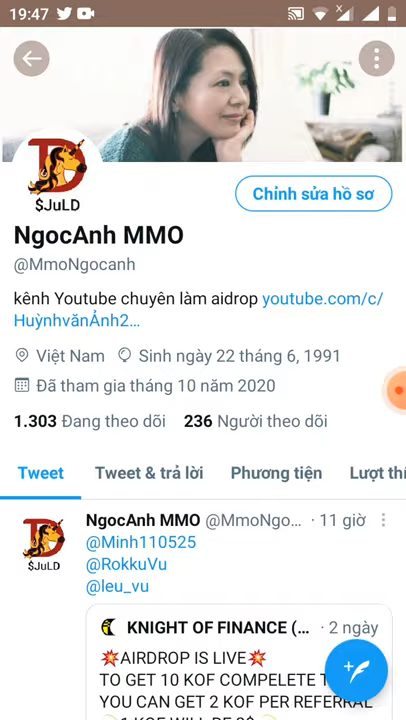 19:47
$JuLD
Chỉnh sửa hồ sơ
NgocAnh MMO
@MmoNgocanh
kênh Youtube chuyên làm aidrop youtube.com/c/
HuỳnhvănẢnh2…
Việt Nam Sinh ngày 22 tháng 6, 1991
Đã tham gia tháng 10 năm 2020
1.303 Đang theo dõi 236 Người theo dõi
Tweet Tweet & trả lời Phương tiện Lượt
$JuLD
NgocAnh MMO @MmoNgo… · 11 giờ
@Minh110525
@RokkuVu
@leu_vu
KNIGHT OF FINANCE (… · 2 ngày
💥AIRDROP IS LIVE💥
TO GET 10 KOF COMPELETE
YOU CAN GET 2 KOF PER REFERRAL
1 KOF WILL BE